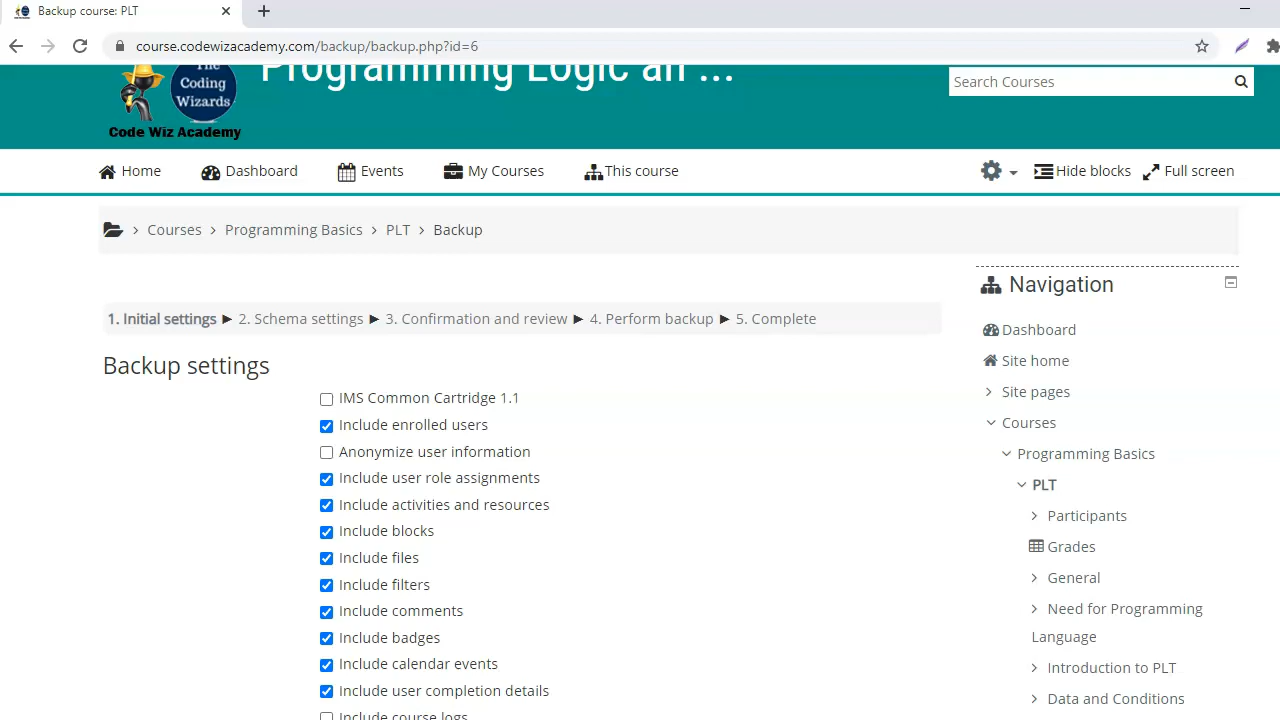 Backup course: PLT
course.codewizacademy.com/backup/backup.php?id=6
The
Coding
Wizards
Code Wiz Academy
Programming Logic an ...
Search Courses
Home
Dashboard
Events
My Courses
This course
Hide blocks
Full screen
Courses
Programming Basics
PLT
Backup
1. Initial settings ► 2. Schema settings ► 3. Confirmation and review ► 4. Perform backup ► 5. Complete
Backup settings
IMS Common Cartridge 1.1
Include enrolled users
Anonymize user information
Include user role assignments
Include activities and resources
Include blocks
Include files
Include filters
Include comments
Include badges
Include calendar events
Include user completion details
Include course logs
Navigation
Dashboard
Site home
Site pages
Courses
Programming Basics
PLT
Participants
Grades
General
Need for Programming
Language
Introduction to PLT
Data and Conditions